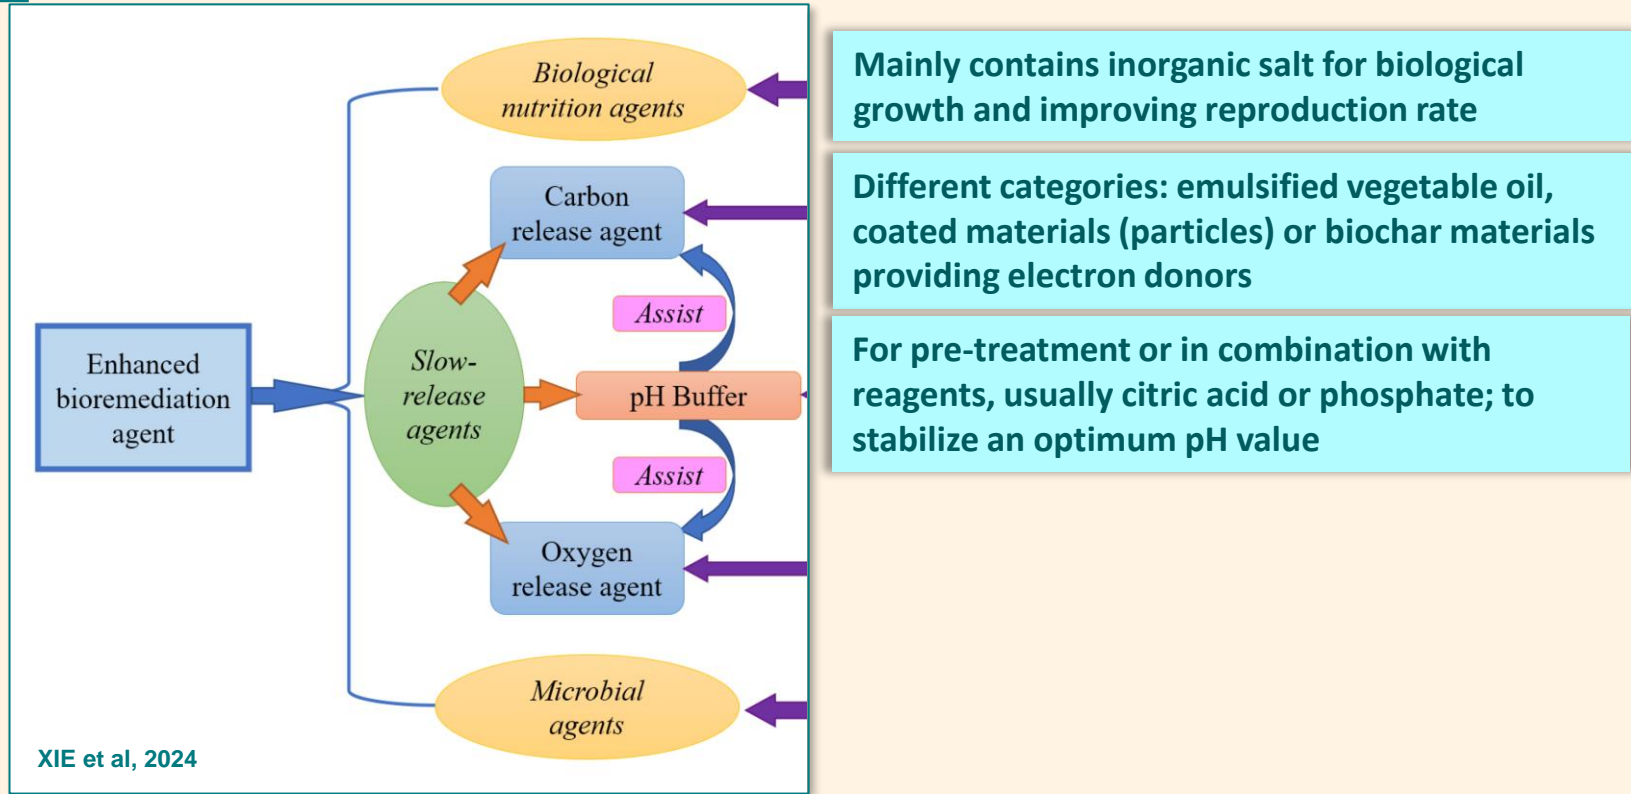 Biological
nutrition agents
Mainly contains inorganic salt for biological
growth and improving reproduction rate
Carbon
release agent
Different categories: emulsified vegetable oil,
coated materials (particles) or biochar materials
providing electron donors
Assist
Enhanced
bioremediation
agent
Slow-
release
agents
pH Buffer
For pre-treatment or in combination with
reagents, usually citric acid or phosphate; to
stabilize an optimum pH value
Assist
Oxygen
release agent
Microbial
agents
XIE et al, 2024